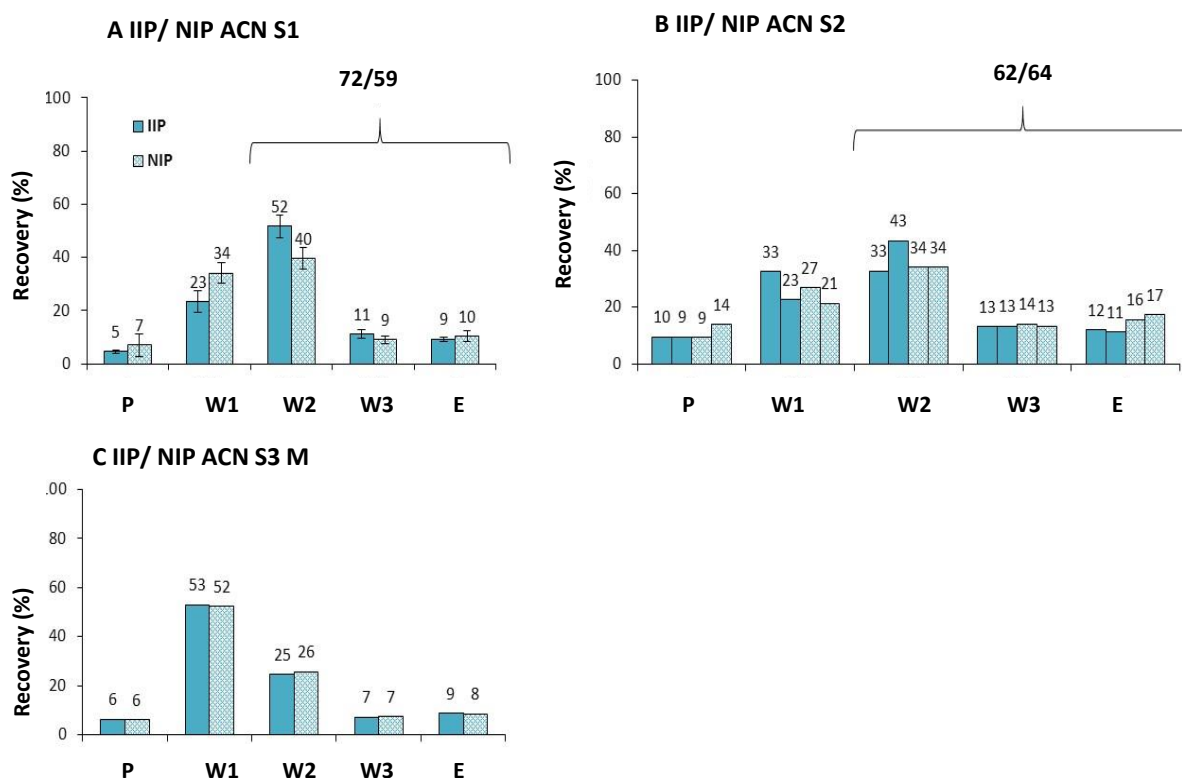 A IIP/ NIP ACN S1
72/59
Recovery (%)
100
80
60
40
20
0
IIP
NIP
5 7
23 34
52 40
11 9
9 10
P W1 W2 W3 E
B IIP/ NIP ACN S2
62/64
Recovery (%)
100
80
60
40
20
0
10 9 9 14
33 23 27 21
33 43 34 34
13 13 14 13
12 11 16 17
P W1 W2 W3 E
C IIP/ NIP ACN S3 M
Recovery (%)
.00
80
60
40
20
0
6 6
53 52
25 26
7 7
9 8
P W1 W2 W3 E